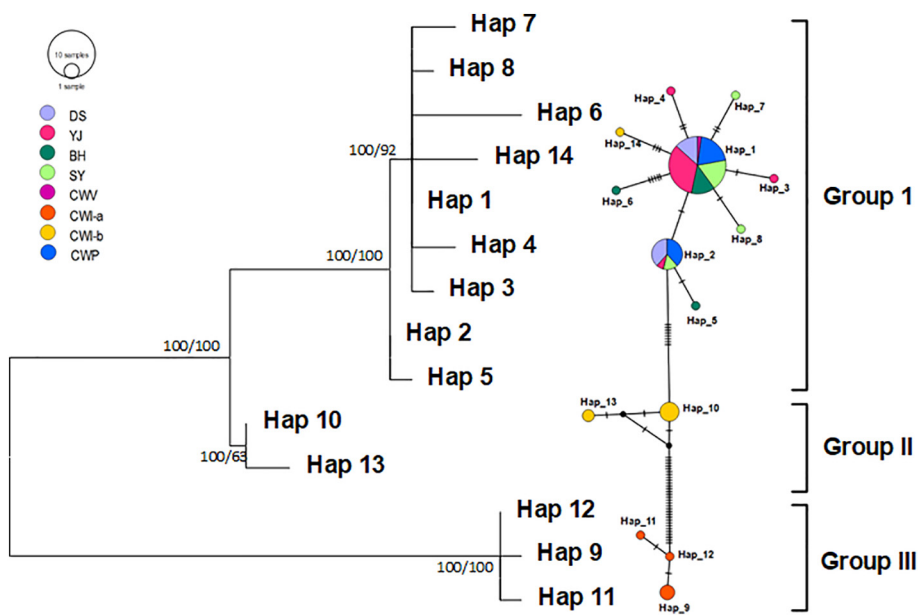 10 samples
1 sample
DS
YJ
BH
SY
CWV
CWI-a
CWI-b
CWP
Hap 7
Hap 8
Hap 6
100/92
Hap 14
Hap 1
Hap 4
100/100
Hap 3
Hap 2
100/100
Hap 5
Hap 10
100/63
Hap 13
Hap 12
Hap 9
100/100
Hap 11
Hap_4
Hap_7
Hap_14
Hap_1
Hap_3
Hap_6
Hap_8
Hap_2
Hap_5
Hap_13
Hap_10
Hap_11
Hap_12
Hap_9
Group 1
Group II
Group III